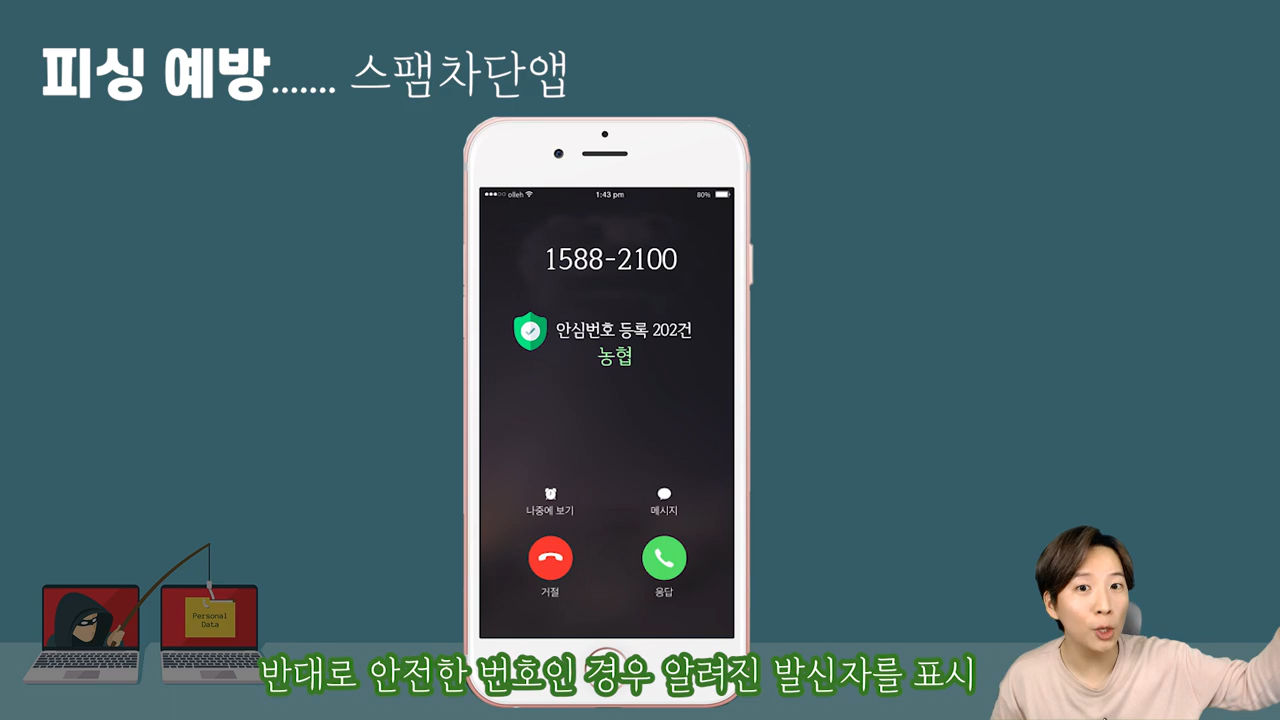 피싱 예방....... 스팸차단앱
olleh 1:43 pm 80%
1588-2100
안심번호 등록 202건
농협
나중에 보기 메시지
거절 응답
Personal
Data
반대로 안전한 번호인 경우 알려진 발신자를 표시